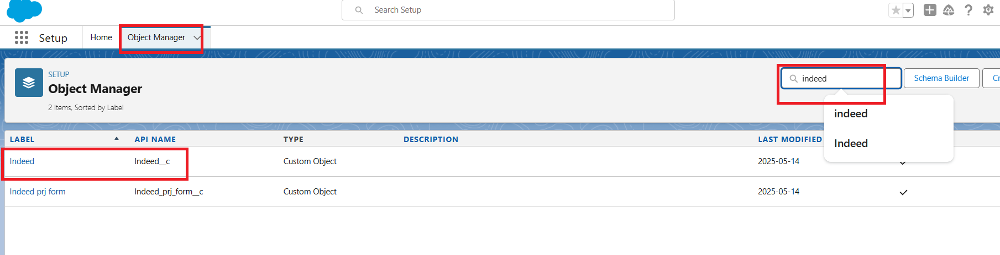 Search Setup
Setup Home Object Manager
SETUP
Object Manager
2 Items, Sorted by Label
indeed
Schema Builder
Cr
indeed
Indeed
LABEL API NAME TYPE DESCRIPTION LAST MODIFIED
Indeed Indeed__c Custom Object 2025-05-14
Indeed prj form Indeed_prj_form__c Custom Object 2025-05-14